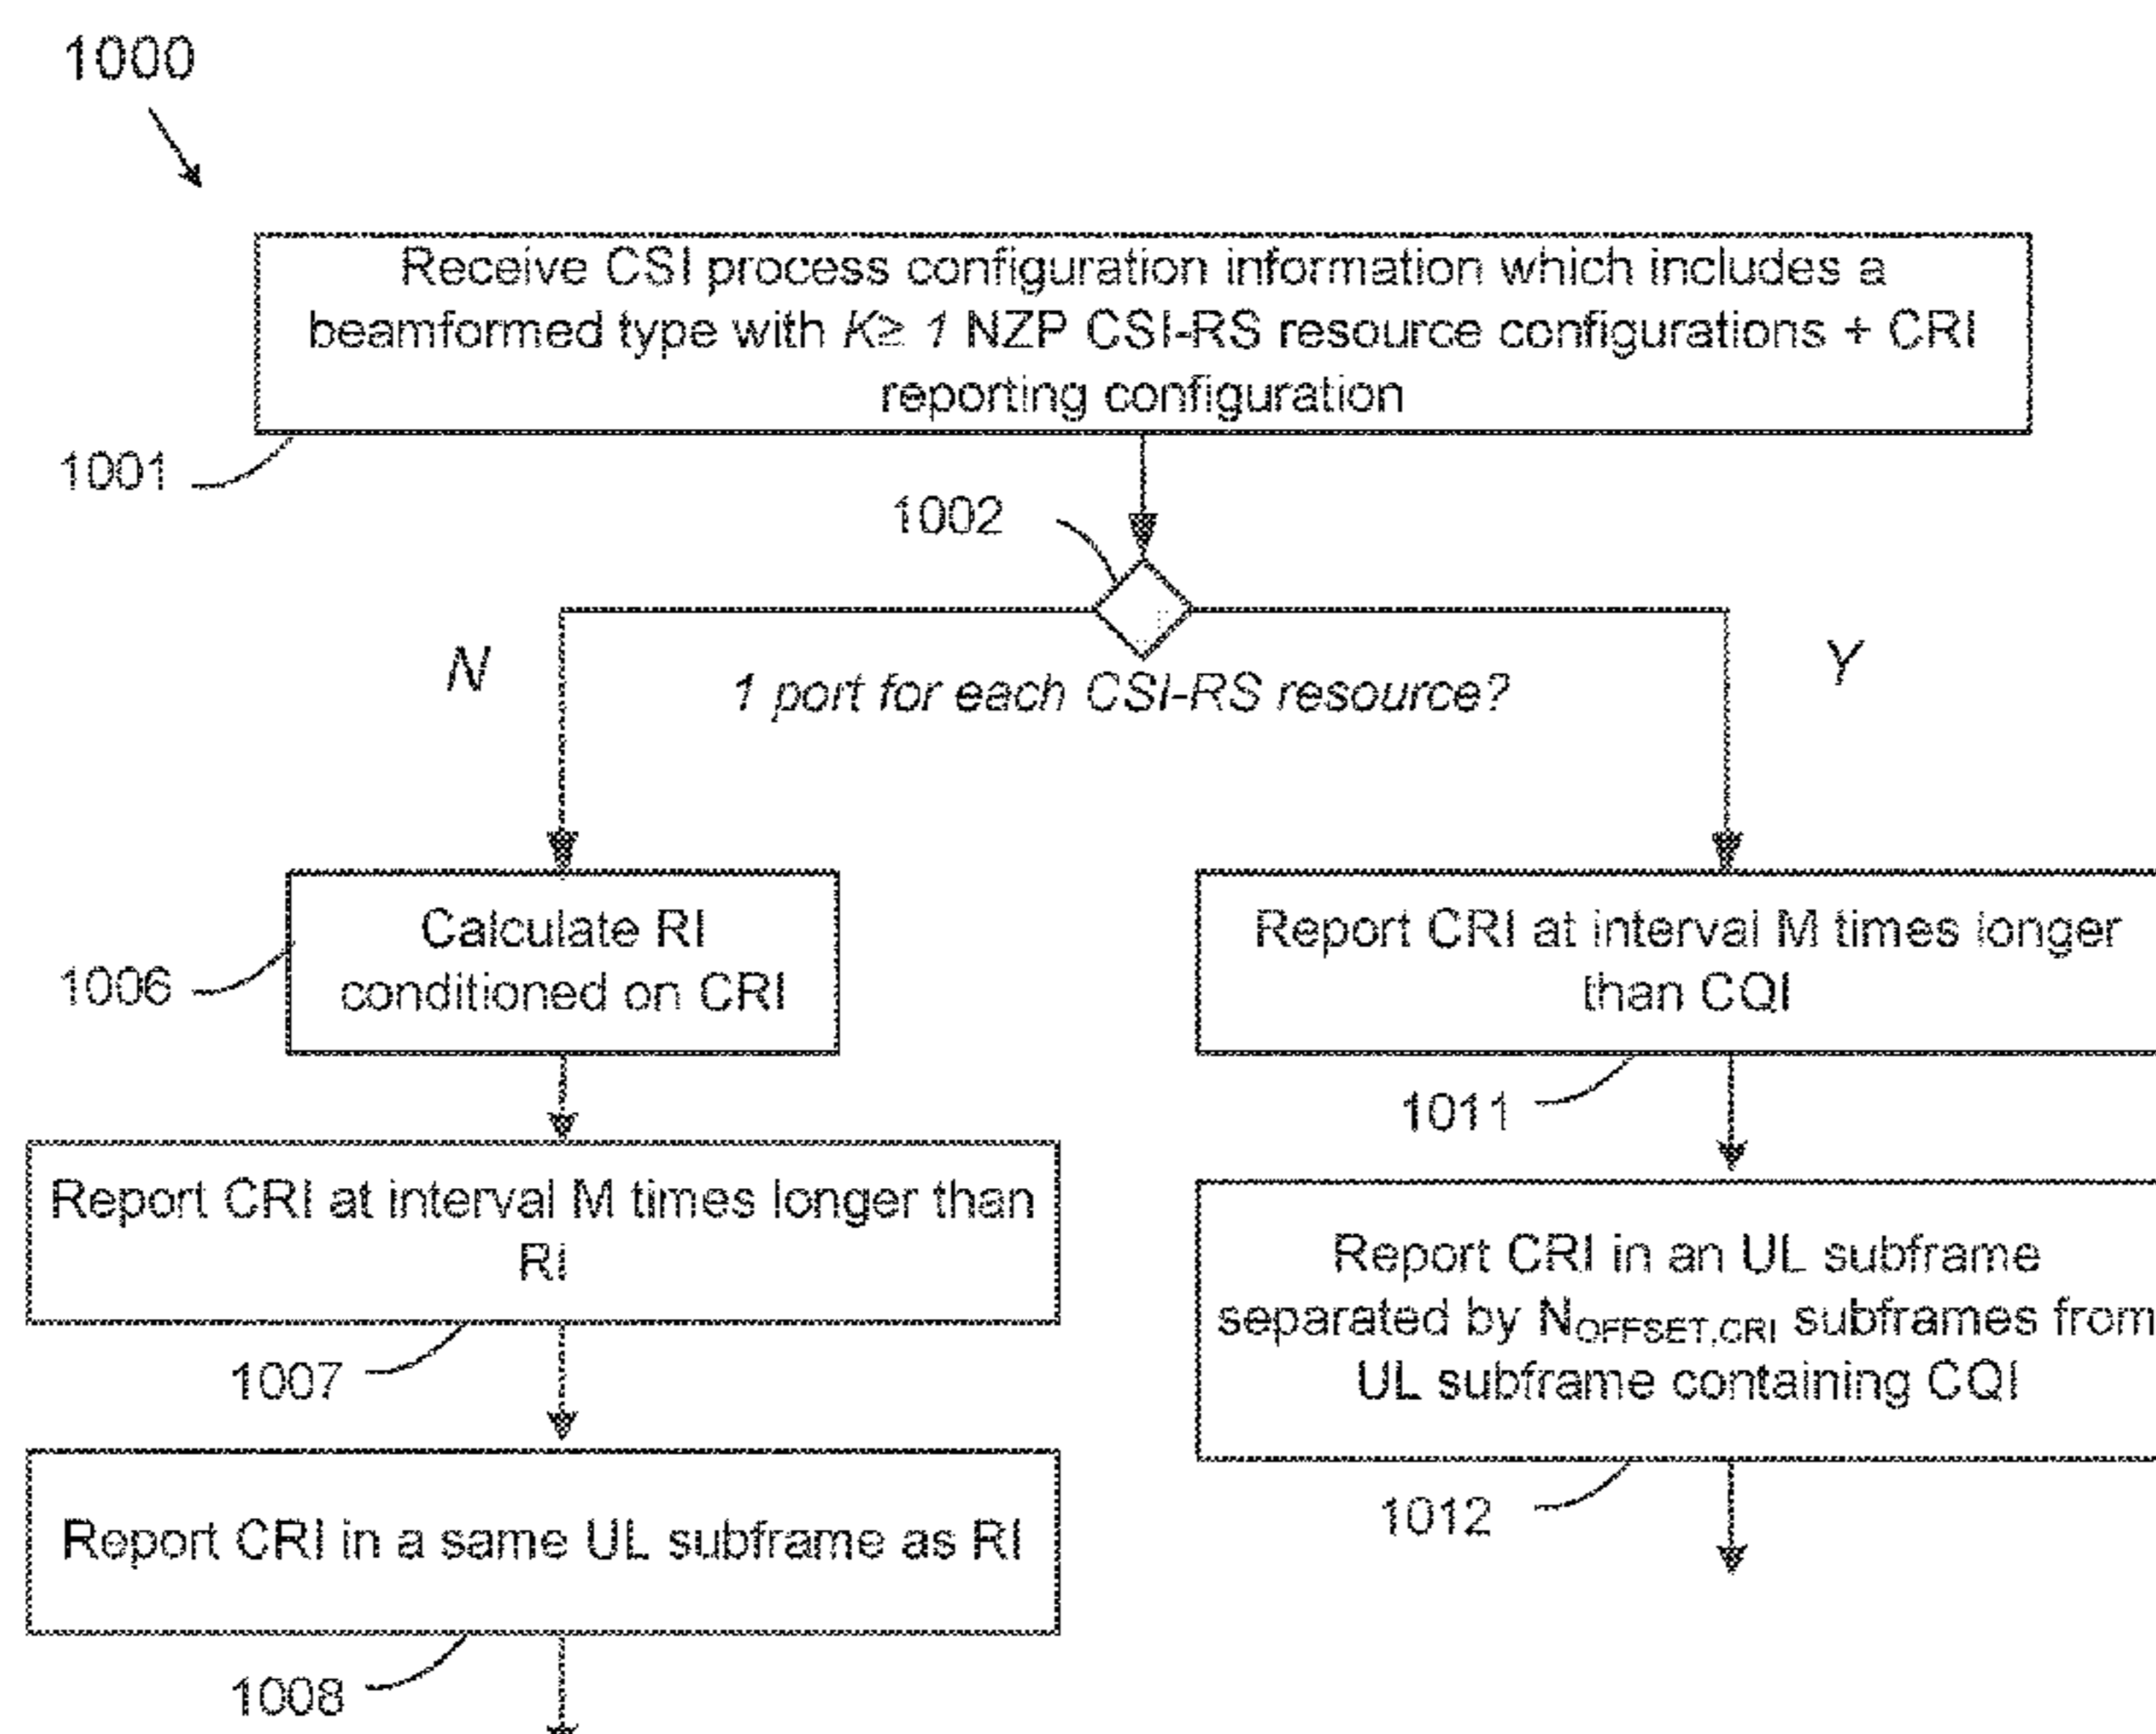 1000
Receive CSI process configuration information which includes a
beamformed type with K≥ 1 NZP CSI-RS resource configurations + CRI
reporting configuration
1001
1002
N
1 port for each CSI-RS resource?
Y
Calculate RI
conditioned on CRI
1006
Report CRI at interval M times longer
than CQI
1011
Report CRI at interval M times longer than
RI
1007
Report CRI in an UL subframe
separated by NOFFSET,CRI subframes from
UL subframe containing CQI
1012
Report CRI in a same UL subframe as RI
1008